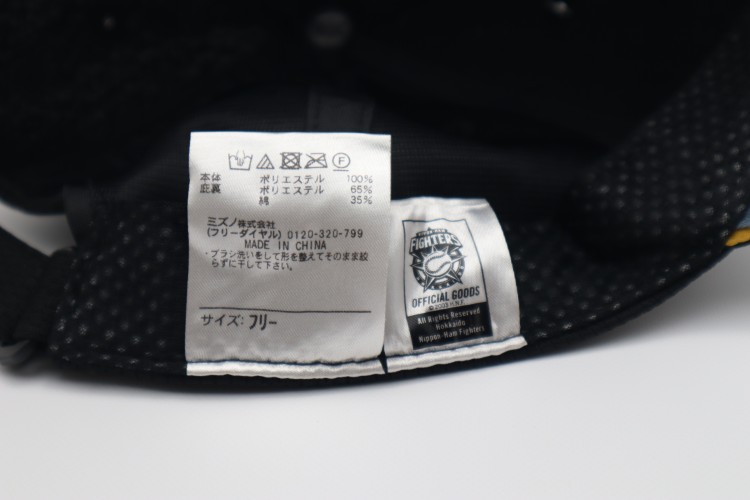 本体 ポリエステル 100%
庇裏 ポリエステル 65%
綿 35%
ミズノ株式会社
(フリーダイヤル) 0120-320-799
MADE IN CHINA
・ブラシ洗いをして形を整えてそのまま絞
らずに干して下さい。
サイズ: フリー
F
FIGHTERS
OFFICIAL GOODS
All Rights Reserved
Hokkaido
Nippon-Ham Fighters